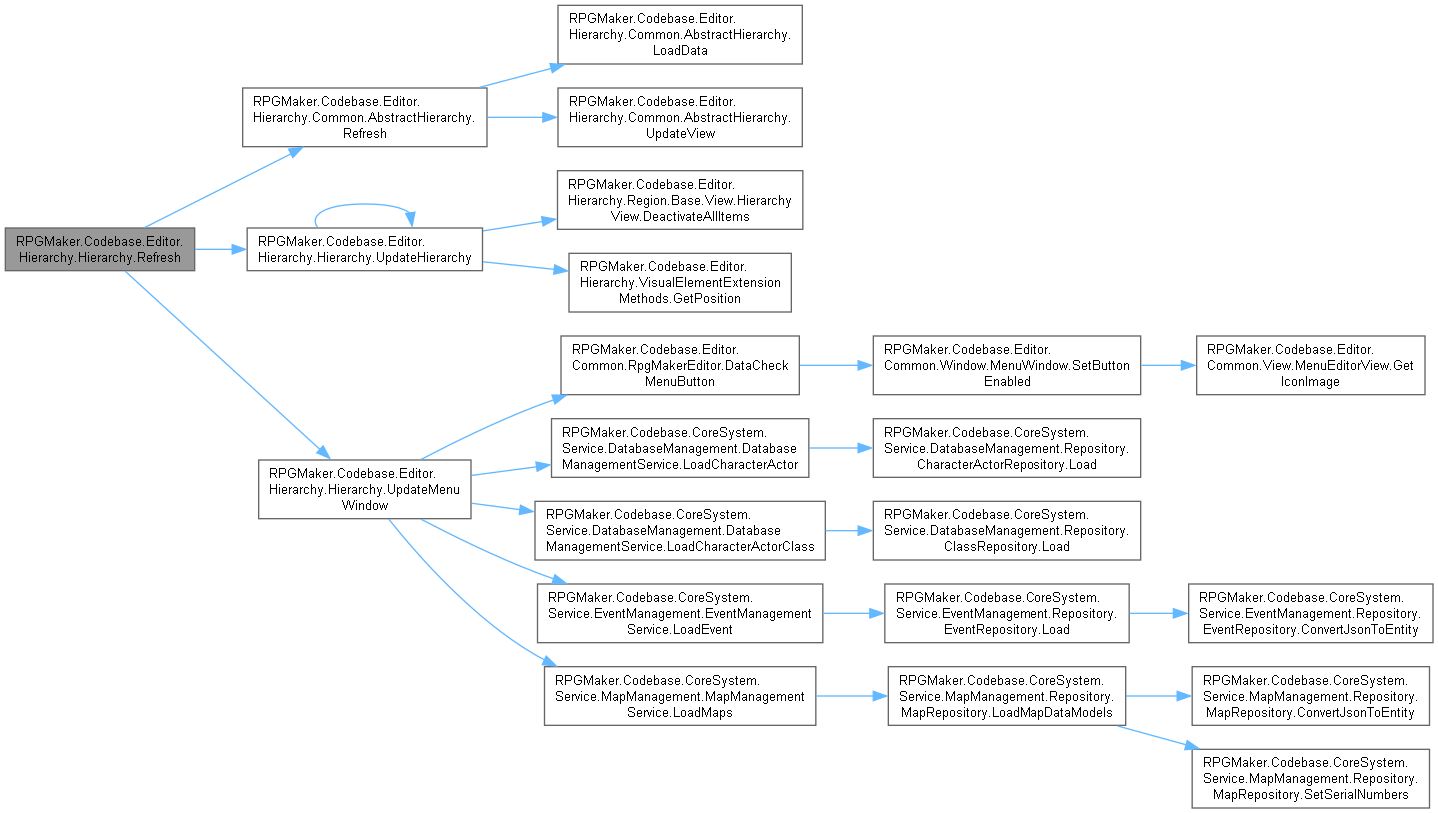 RPGMaker.Codebase.Editor.
Hierarchy.Hierarchy.Refresh
RPGMaker.Codebase.Editor.
Hierarchy.Common.AbstractHierarchy.
Refresh
RPGMaker.Codebase.Editor.
Hierarchy.Common.AbstractHierarchy.
LoadData
RPGMaker.Codebase.Editor.
Hierarchy.Common.AbstractHierarchy.
UpdateView
RPGMaker.Codebase.Editor.
Hierarchy.Hierarchy.UpdateHierarchy
RPGMaker.Codebase.Editor.
Hierarchy.Region.Base.View.Hierarchy
View.DeactivateAllItems
RPGMaker.Codebase.Editor.
Hierarchy.VisualElementExtension
Methods.GetPosition
RPGMaker.Codebase.Editor.
Hierarchy.Hierarchy.UpdateMenu
Window
RPGMaker.Codebase.Editor.
Common.RpgMakerEditor.DataCheck
MenuButton
RPGMaker.Codebase.Editor.
Common.Window.MenuWindow.SetButton
Enabled
RPGMaker.Codebase.Editor.
Common.View.MenuEditorView.Get
IconImage
RPGMaker.Codebase.CoreSystem.
Service.DatabaseManagement.Database
ManagementService.LoadCharacterActor
RPGMaker.Codebase.CoreSystem.
Service.DatabaseManagement.Repository.
CharacterActorRepository.Load
RPGMaker.Codebase.CoreSystem.
Service.DatabaseManagement.Database
ManagementService.LoadCharacterActorClass
RPGMaker.Codebase.CoreSystem.
Service.DatabaseManagement.Repository.
ClassRepository.Load
RPGMaker.Codebase.CoreSystem.
Service.EventManagement.EventManagement
Service.LoadEvent
RPGMaker.Codebase.CoreSystem.
Service.EventManagement.Repository.
EventRepository.Load
RPGMaker.Codebase.CoreSystem.
Service.EventManagement.Repository.
EventRepository.ConvertJsonToEntity
RPGMaker.Codebase.CoreSystem.
Service.MapManagement.MapManagement
Service.LoadMaps
RPGMaker.Codebase.CoreSystem.
Service.MapManagement.Repository.
MapRepository.LoadMapDataModels
RPGMaker.Codebase.CoreSystem.
Service.MapManagement.Repository.
MapRepository.ConvertJsonToEntity
RPGMaker.Codebase.CoreSystem.
Service.MapManagement.Repository.
MapRepository.SetSerialNumbers